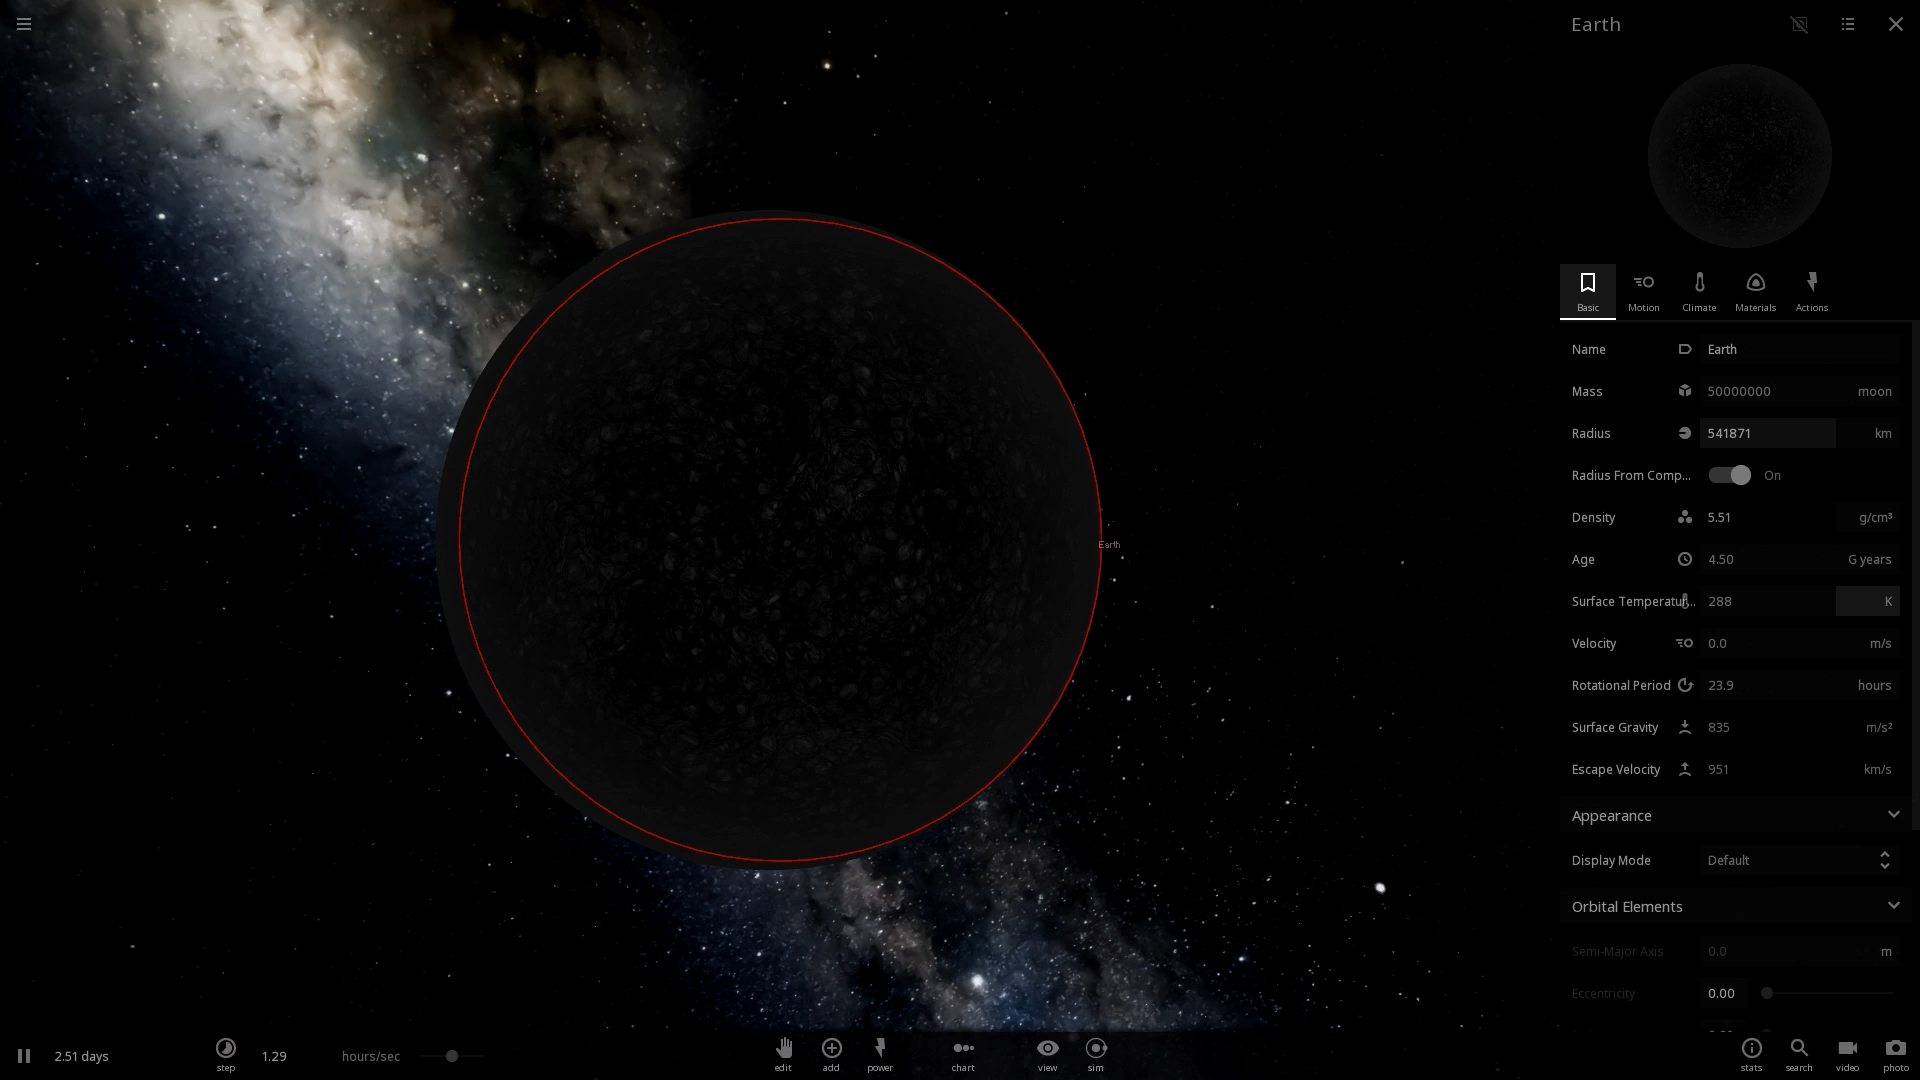 Earth
Basic
Motion
Climate
Materials
Actions
Name Earth
Mass 50000000 moon
Radius 541871 km
Radius From Comp... On
Density 5.51 g/cm³
Age 4.50 G years
Surface Temperatur... 288 K
Velocity 0.0 m/s
Rotational Period 23.9 hours
Surface Gravity 835 m/s²
Escape Velocity 951 km/s
Appearance
Display Mode Default
Orbital Elements
Semi-Major Axis 0.0 m
Eccentricity 0.00
Earth
2.51 days
step
1.29 hours/sec
edit
add
power
chart
view
sim
stats
search
video
photo